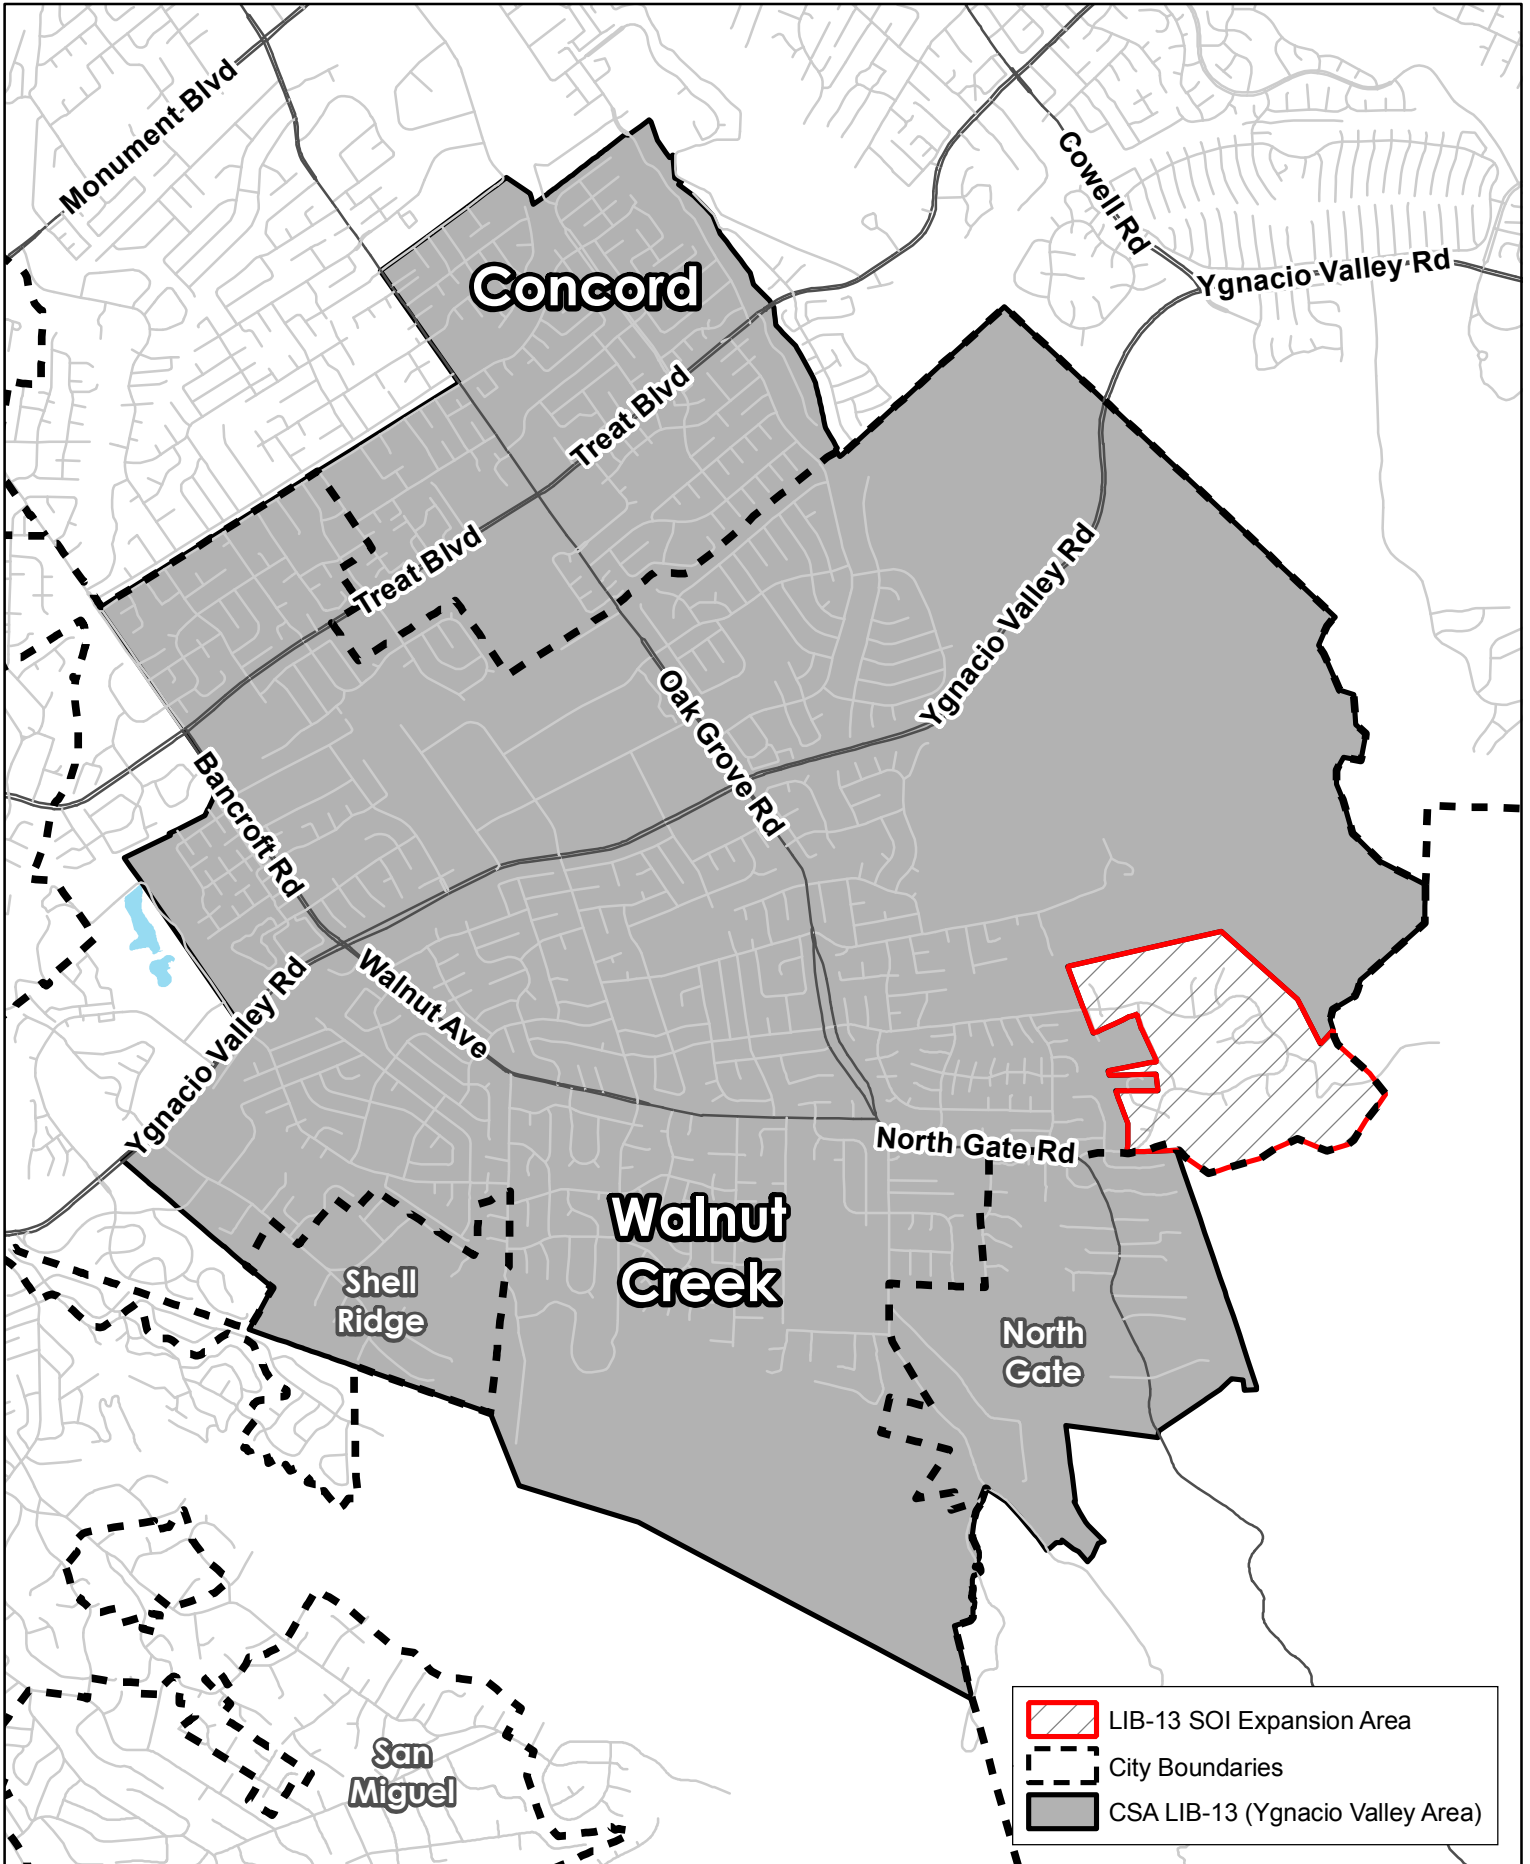 Monument Blvd
Cowell Rd
Ygnacio Valley Rd
Concord
Treat Blvd
Treat Blvd
Ygnacio Valley Rd
Oak Grove Rd
Bancroft Rd
Walnut Ave
Ygnacio Valley Rd
North Gate Rd
Walnut
Creek
Shell
Ridge
North
Gate
San
Miguel
LIB-13 SOI Expansion Area
City Boundaries
CSA LIB-13 (Ygnacio Valley Area)